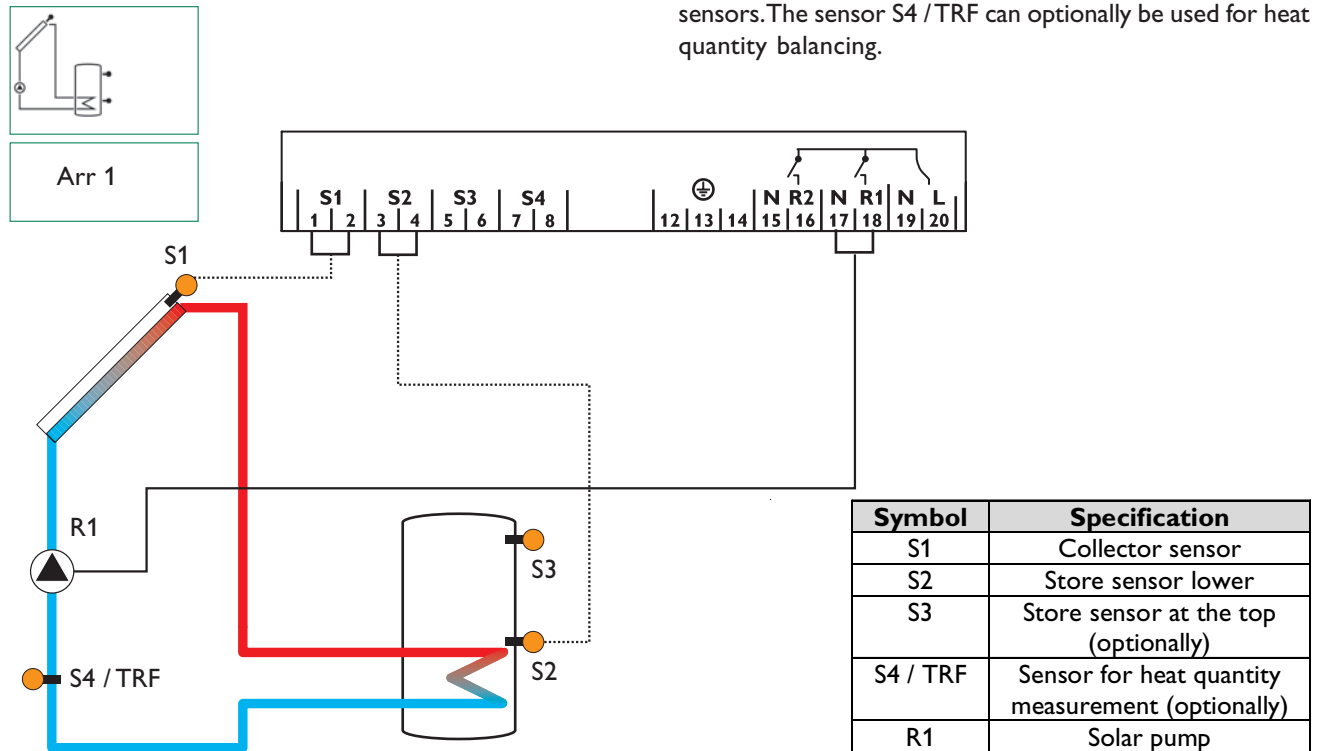 sensors.The sensor S4 / TRF can optionally be used for heat
quantity balancing.
Arr 1
S1 S2 S3 S4 N R2 N R1 N L
1 2 3 4 5 6 7 8 12 13 14 15 16 17 18 19 20
S1
R1
S3
S2
S4 / TRF
Symbol Specification
S1 Collector sensor
S2 Store sensor lower
S3 Store sensor at the top
(optionally)
S4 / TRF Sensor for heat quantity
measurement (optionally)
R1 Solar pump